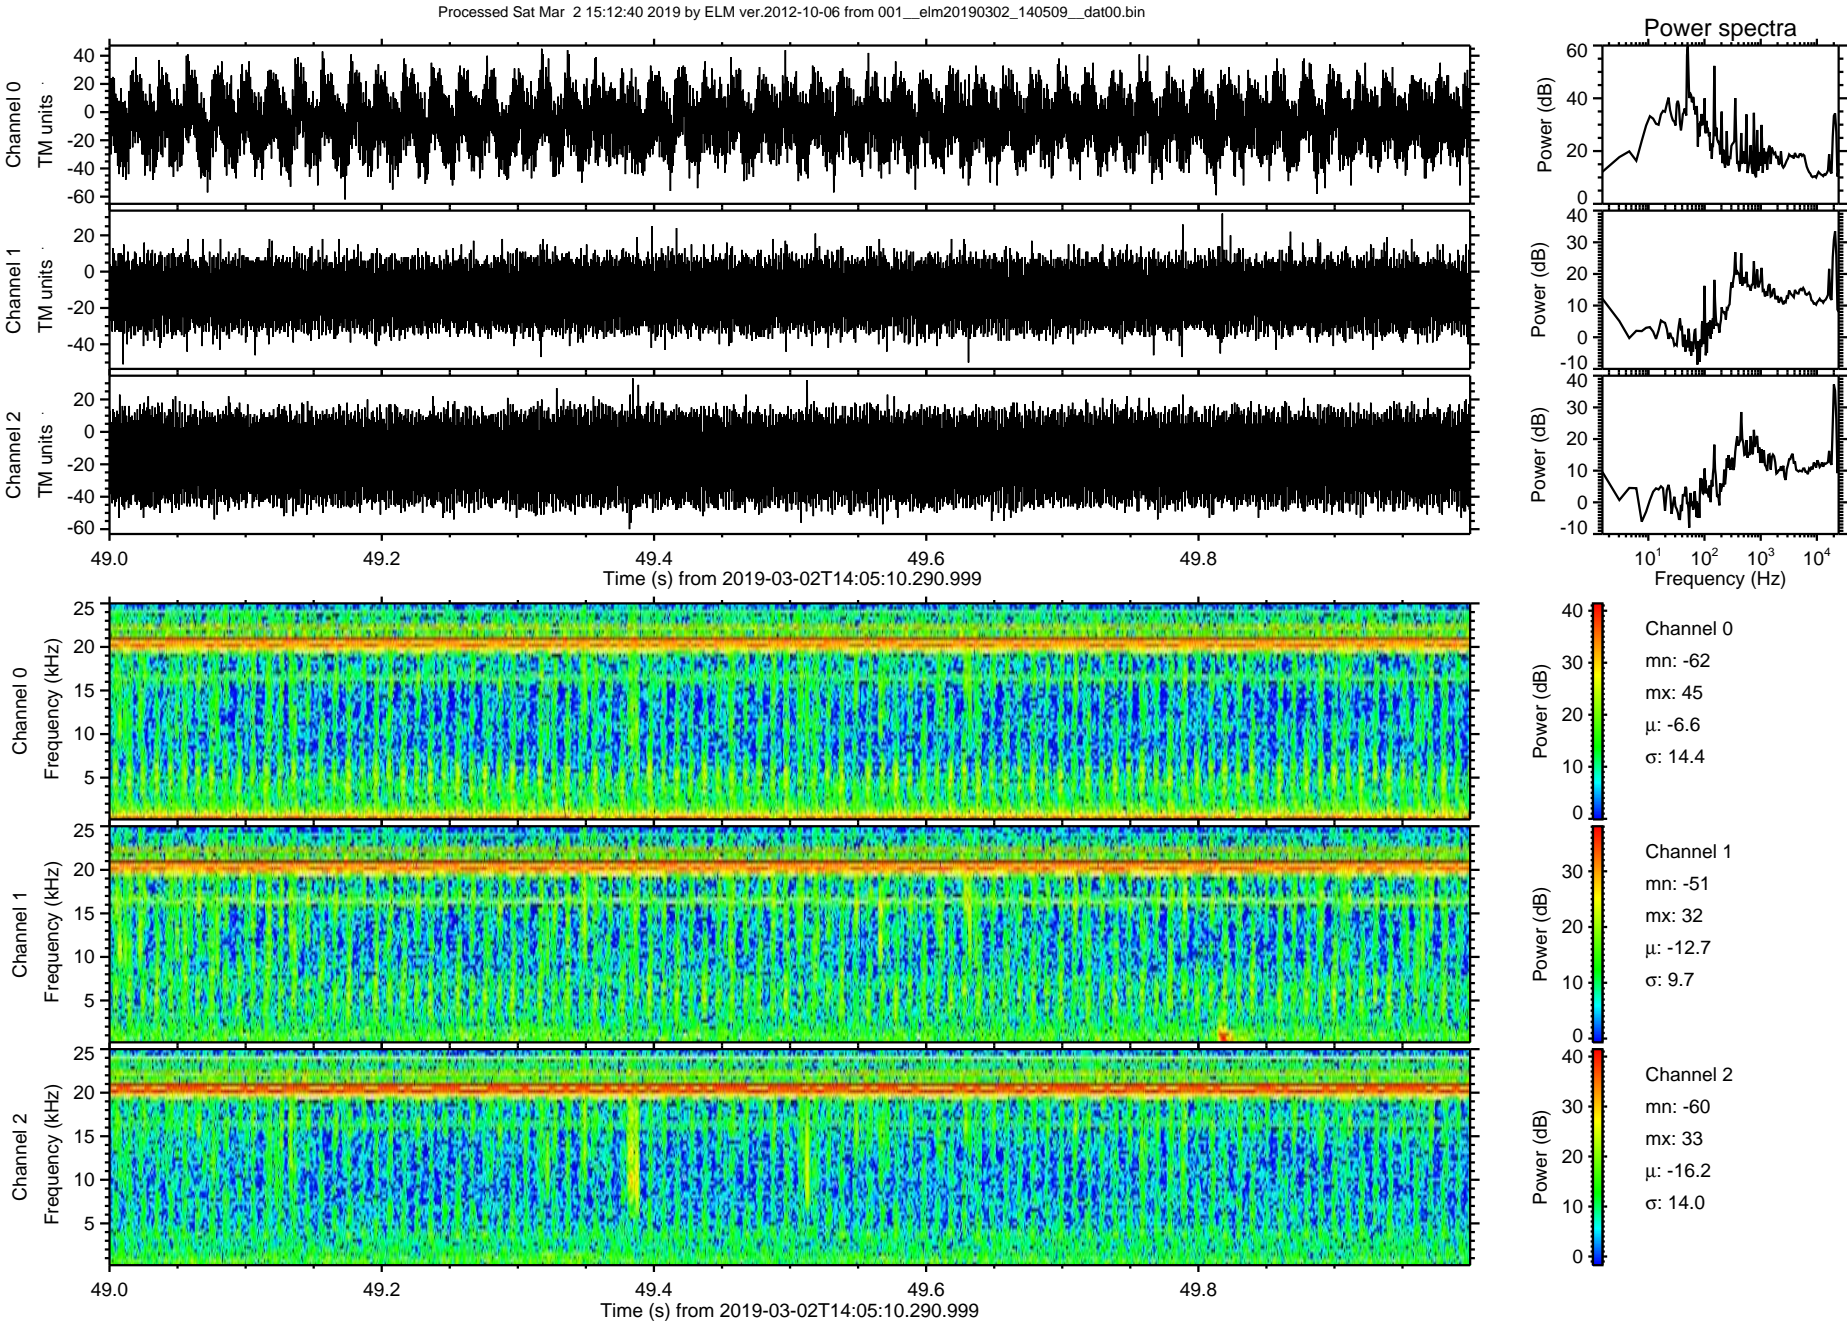 Processed Sat Mar  2 15:12:40 2019 by ELM ver.2012-10-06 from 001__elm20190302_140509__dat00.bin
Power spectra
Channel 0
TM units
40
20
0
-20
-40
-60
Power (dB)
60
40
20
0
Channel 1
TM units
20
0
-20
-40
Power (dB)
40
30
20
10
0
-10
Channel 2
TM units
20
0
-20
-40
-60
Power (dB)
40
30
20
10
0
-10
49.0 49.2 49.4 49.6 49.8
Time (s) from 2019-03-02T14:05:10.290.999
10^1 10^2 10^3 10^4
Frequency (Hz)
Channel 0
Frequency (kHz)
25
20
15
10
5
Power (dB)
40
30
20
10
0
Channel 0
mn: -62
mx: 45
μ: -6.6
σ: 14.4
Channel 1
Frequency (kHz)
25
20
15
10
5
Power (dB)
30
20
10
0
Channel 1
mn: -51
mx: 32
μ: -12.7
σ: 9.7
Channel 2
Frequency (kHz)
25
20
15
10
5
Power (dB)
40
30
20
10
0
Channel 2
mn: -60
mx: 33
μ: -16.2
σ: 14.0
49.0 49.2 49.4 49.6 49.8
Time (s) from 2019-03-02T14:05:10.290.999